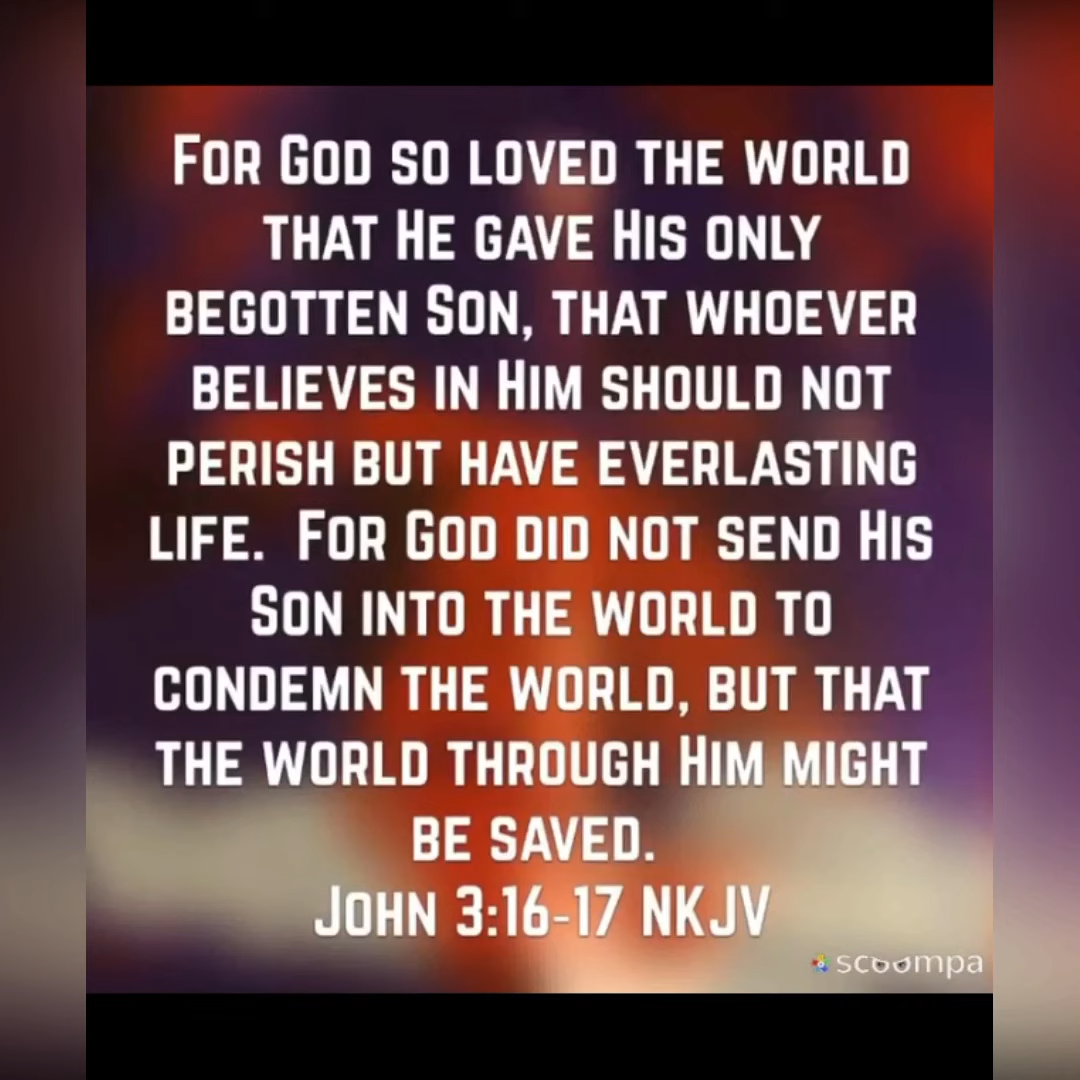 FOR GOD SO LOVED THE WORLD
THAT HE GAVE HIS ONLY
BEGOTTEN SON, THAT WHOEVER
BELIEVES IN HIM SHOULD NOT
PERISH BUT HAVE EVERLASTING
LIFE.  FOR GOD DID NOT SEND HIS
SON INTO THE WORLD TO
CONDEMN THE WORLD, BUT THAT
THE WORLD THROUGH HIM MIGHT
BE SAVED.
JOHN 3:16-17 NKJV
scoompa